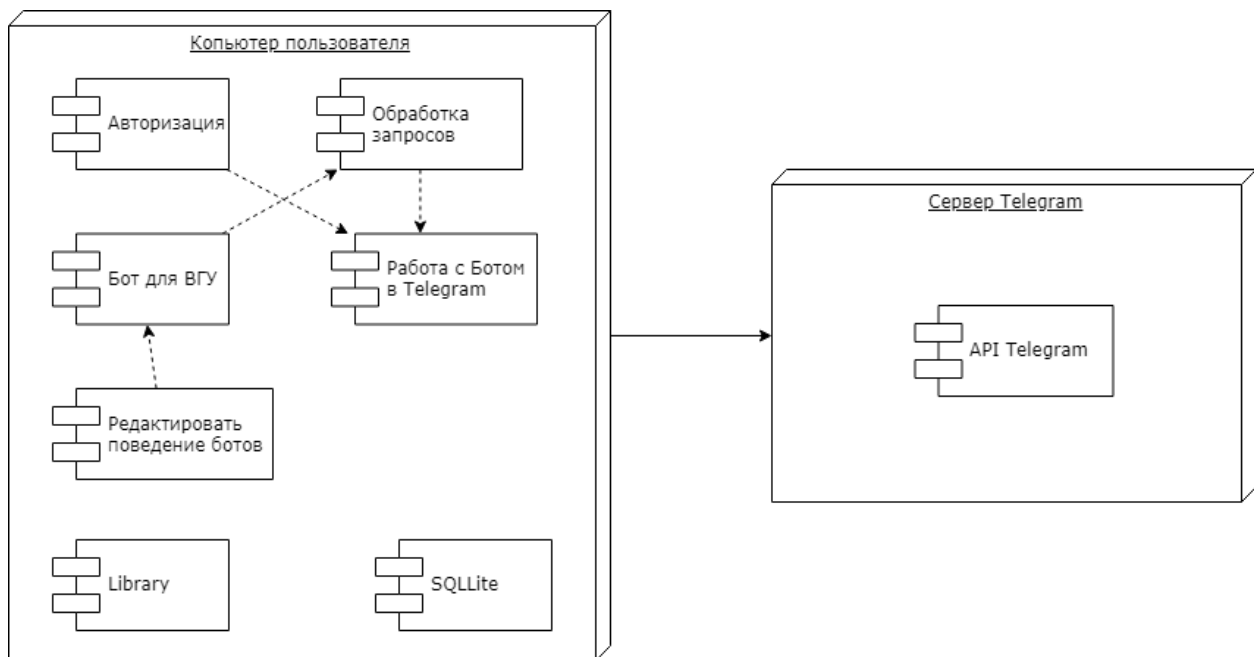 Копьютер пользователя
Авторизация
Обработка
запросов
Сервер Telegram
Бот для ВГУ
Работа с Ботом
в Telegram
API Telegram
Редактировать
поведение ботов
Library
SQLLite